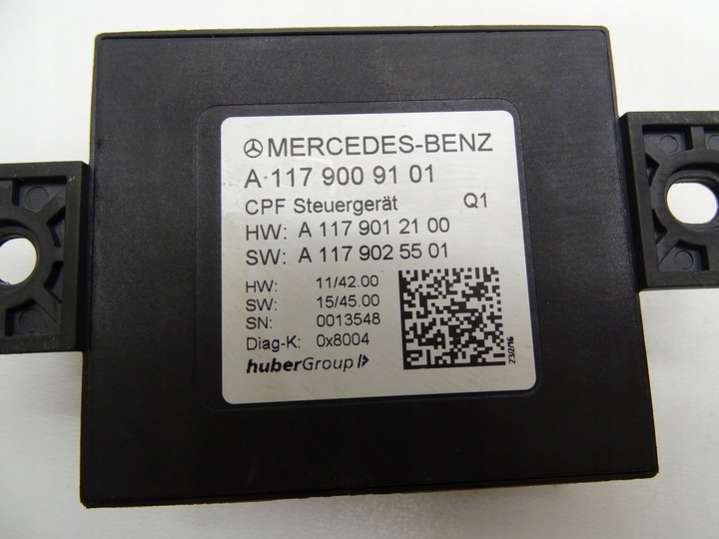 MERCEDES-BENZ
A 117 900 91 01
CPF Steuergerät Q1
HW: A 117 901 21 00
SW: A 117 902 55 01
HW: 11/42.00
SW: 15/45.00
SN: 0013548
Diag-K: 0x8004
huberGroup